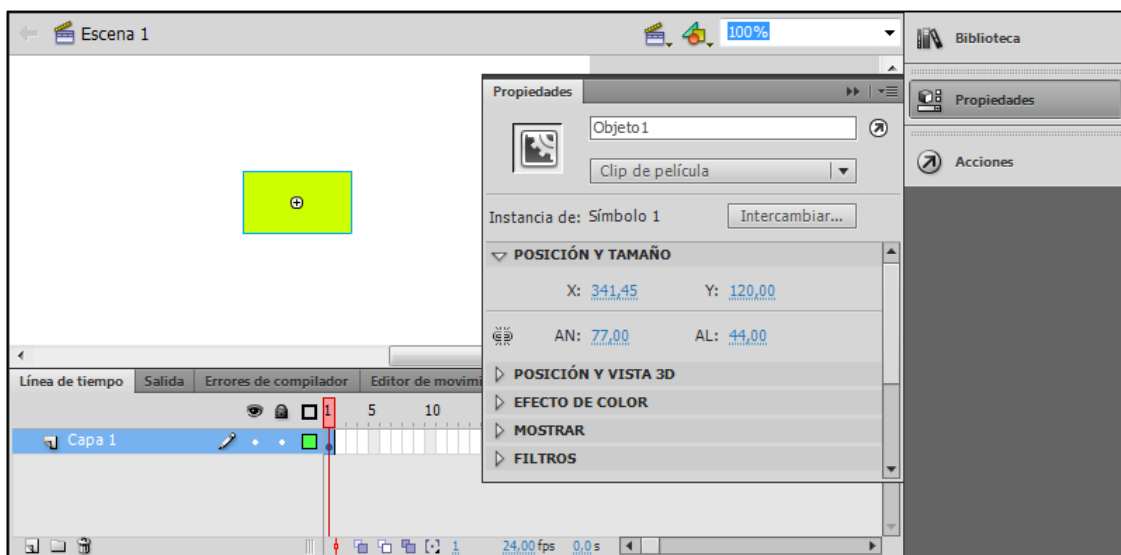 Escena 1
100%
Biblioteca
Propiedades
Propiedades
Objeto1
Acciones
Clip de película
Instancia de: Símbolo 1 Intercambiar...
POSICIÓN Y TAMAÑO
X: 341,45 Y: 120,00
AN: 77,00 AL: 44,00
POSICIÓN Y VISTA 3D
EFECTO DE COLOR
MOSTRAR
FILTROS
Línea de tiempo Salida Errores de compilador Editor de movimi
1 5 10
Capa 1
1 24,00 fps 0,0 s